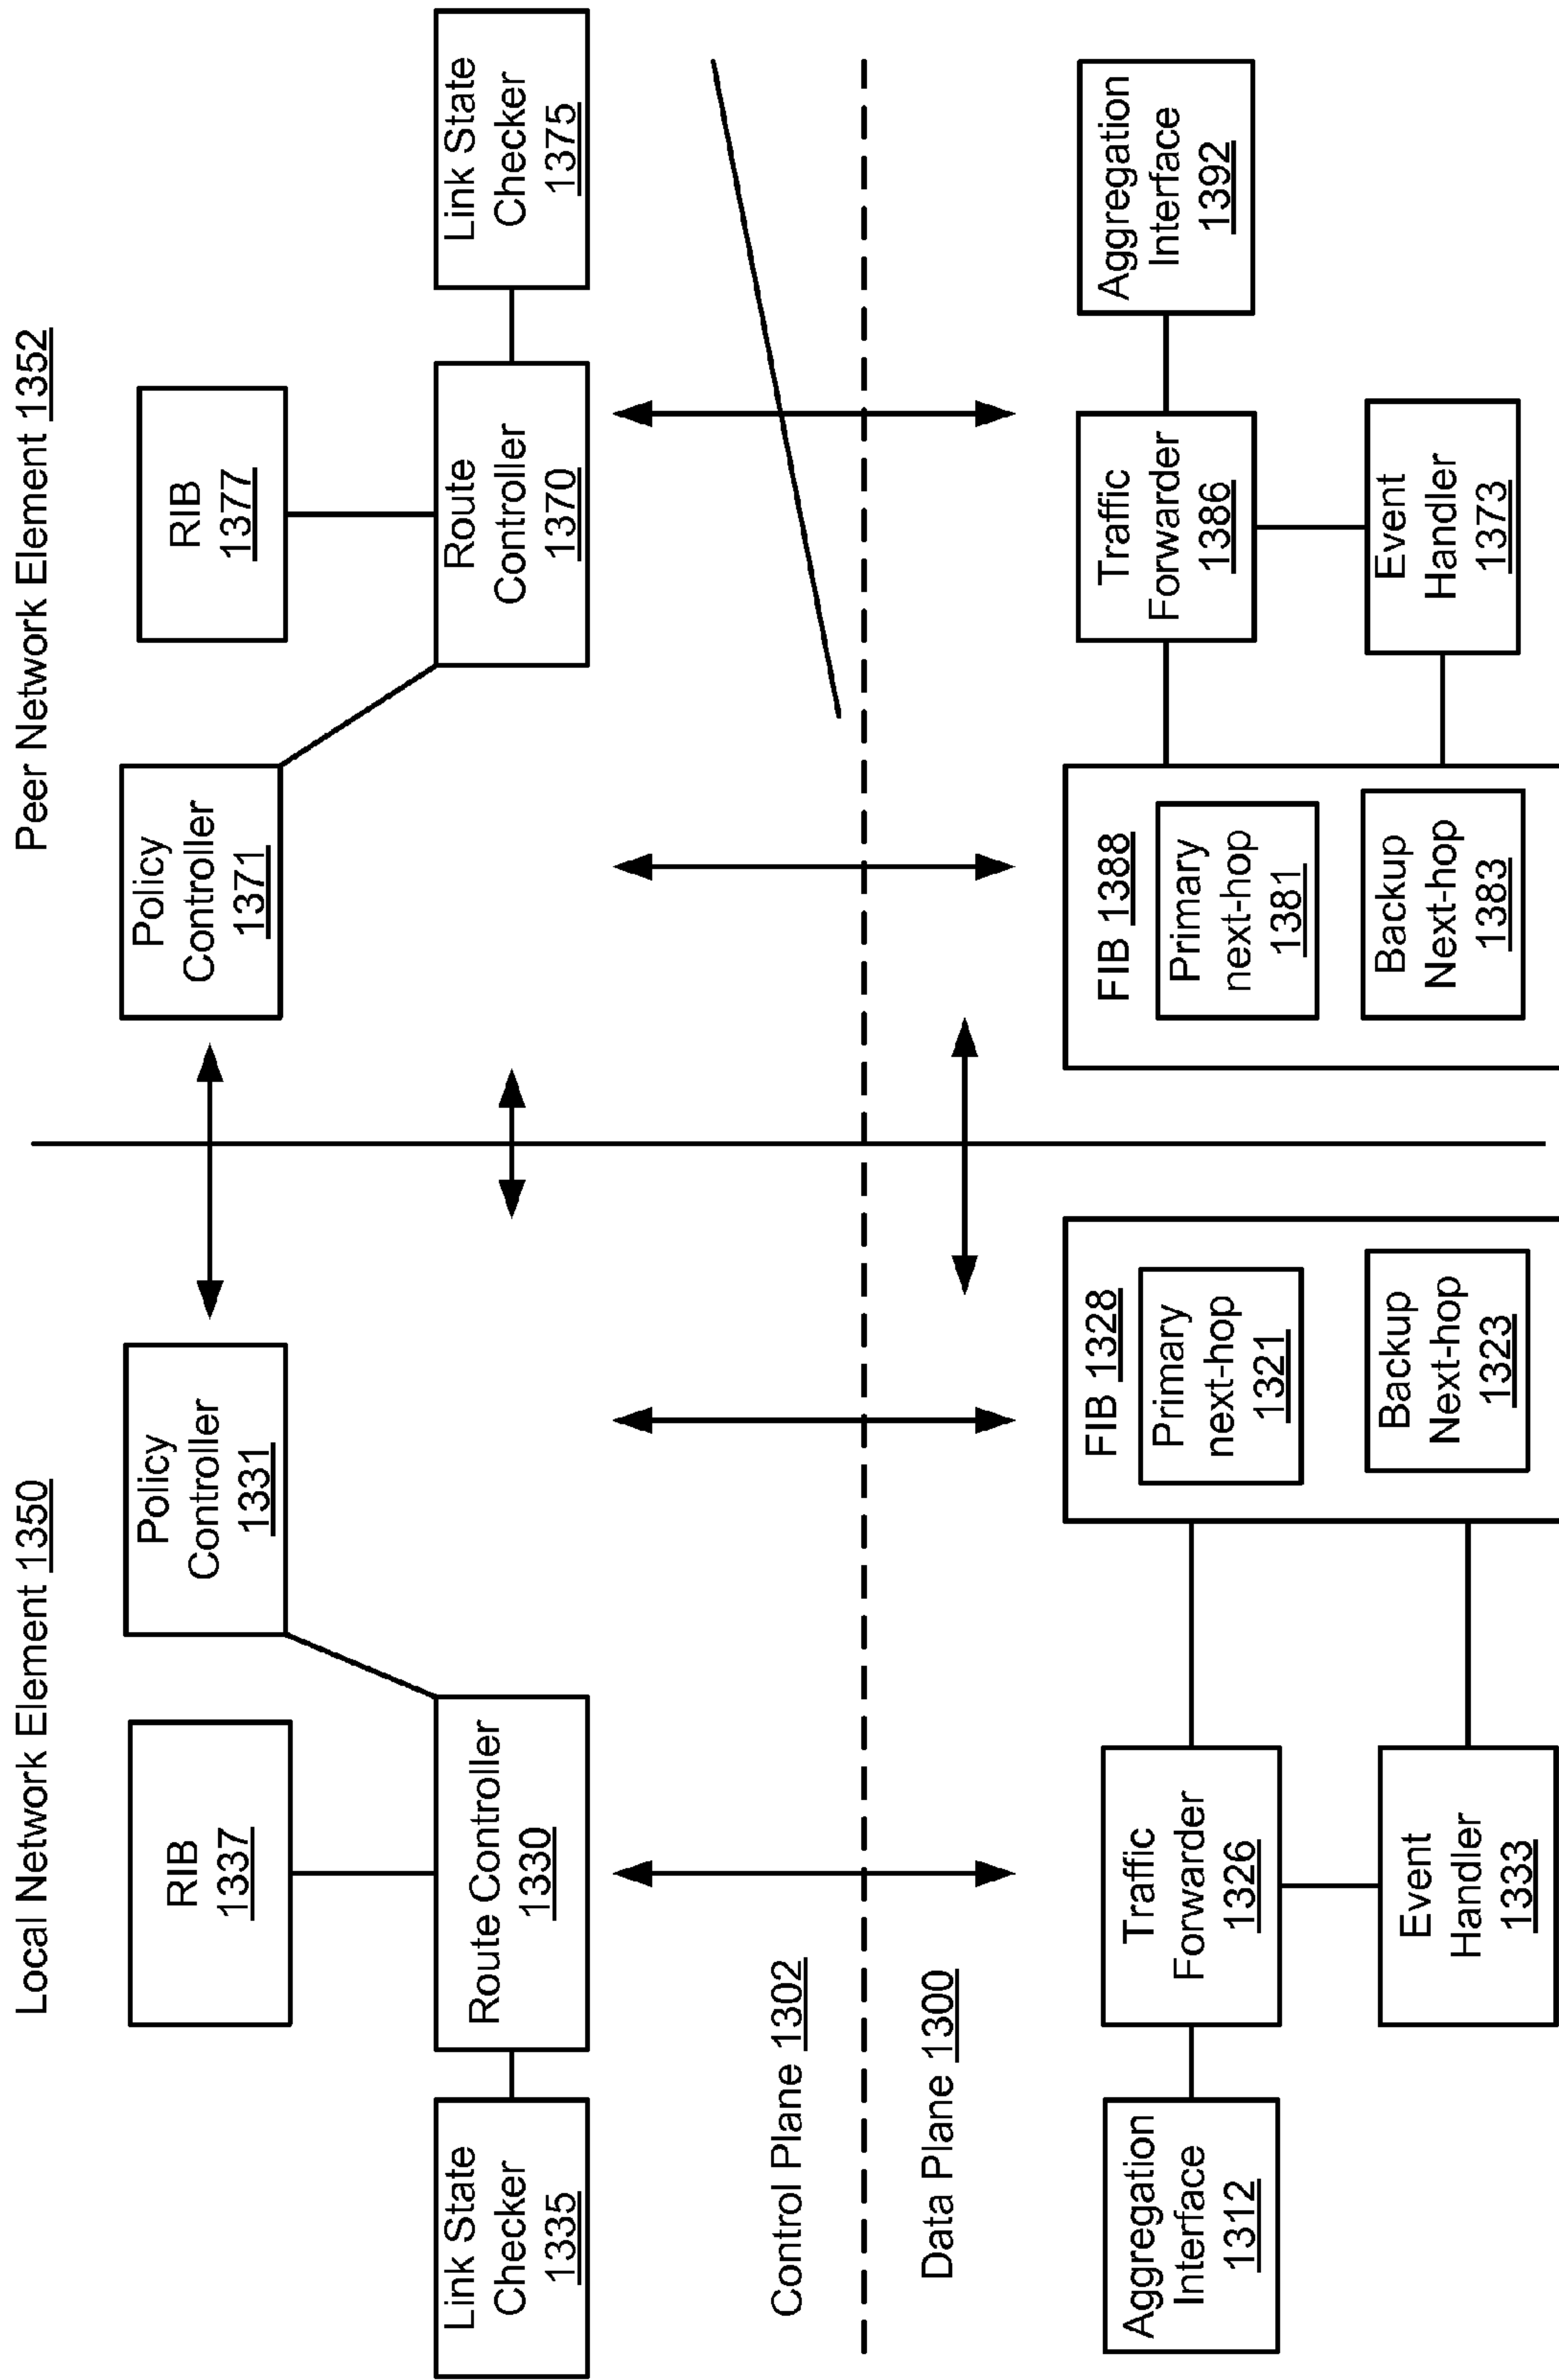 Local Network Element 1350
Peer Network Element 1352
RIB
1337
Policy
Controller
1331
Policy
Controller
1371
RIB
1377
Link State
Checker
1335
Route Controller
1330
Route
Controller
1370
Link State
Checker
1375
Control Plane 1302
Data Plane 1300
Aggregation
Interface
1312
Traffic
Forwarder
1326
FIB 1328
Primary
next-hop
1321
FIB 1388
Primary
next-hop
1381
Traffic
Forwarder
1386
Aggregation
Interface
1392
Event
Handler
1333
Backup
Next-hop
1323
Backup
Next-hop
1383
Event
Handler
1373